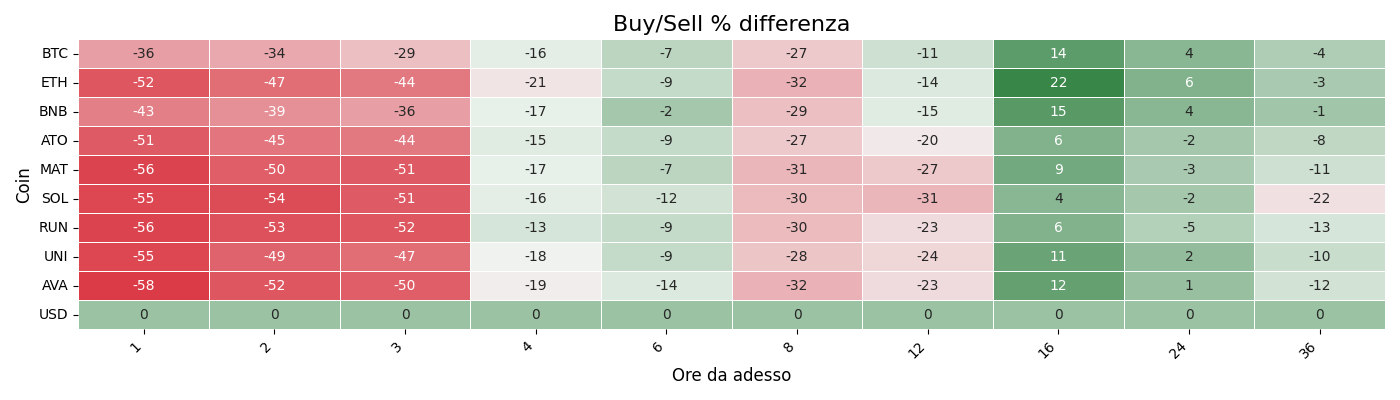 Buy/Sell % differenza
Coin
BTC -36 -34 -29 -16 -7 -27 -11 14 4 -4
ETH -52 -47 -44 -21 -9 -32 -14 22 6 -3
BNB -43 -39 -36 -17 -2 -29 -15 15 4 -1
ATO -51 -45 -44 -15 -9 -27 -20 6 -2 -8
MAT -56 -50 -51 -17 -7 -31 -27 9 -3 -11
SOL -55 -54 -51 -16 -12 -30 -31 4 -2 -22
RUN -56 -53 -52 -13 -9 -30 -23 6 -5 -13
UNI -55 -49 -47 -18 -9 -28 -24 11 2 -10
AVA -58 -52 -50 -19 -14 -32 -23 12 1 -12
USD 0 0 0 0 0 0 0 0 0 0
1 2 3 4 6 8 12 16 24 36
Ore da adesso